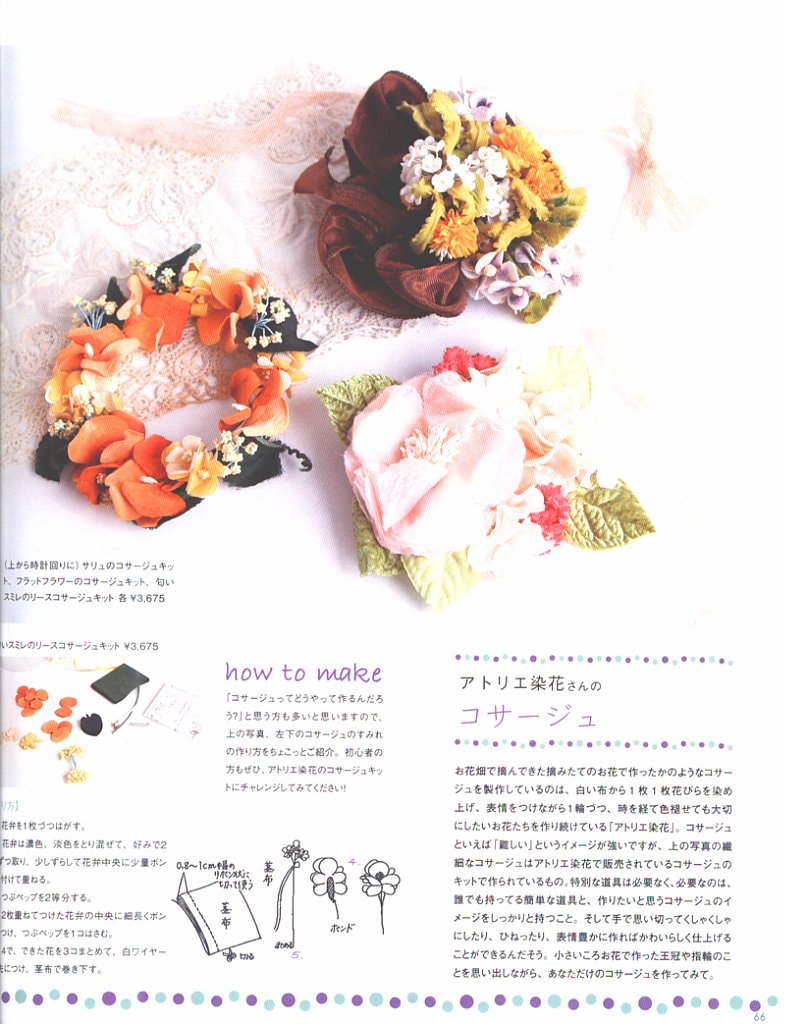 (上から時計回りに) サリュのコサージュキッ
ト、フラットフラワーのコサージュキット、匂い
スミレのリースコサージュキット 各 ¥3,675
いスミレのリースコサージュキット ¥3,675
how to make
「コサージュってどうやって作るんだろ
う?」と思う方も多いと思いますので、
上の写真、左下のコサージュのすみれ
の作り方をちょこっとご紹介。初心者
の方もぜひ、アトリエ染花のコサージュキッ
トにチャレンジしてみてください!
り方】
花弁を1枚づつはがす。
花弁は濃色、淡色をとり混ぜて、好みで2
ずつ取り、少しずらして花弁中央に少量ボン
付けて重ねる。
つぶペップを2等分する。
2枚重ねてつけた花弁の中央に細長くボン
つけ、つぶペップを1コはさむ。
4で、できた花を3コまとめて、白ワイヤー
先につけ、茎布で巻き下す。
0.8〜1cm幅の
リボン状に
切って使う
茎布
切る
茎布
まとめる
5.
4.
ボンド
アトリエ染花さんの
コサージュ
お花畑で摘んできた摘みたてのお花で作ったかのようなコサー
ジュを製作しているのは、白い布から1枚1枚花びらを染め
上げ、表情をつけながら1輪づつ、時を経て色褪せても大切
にしたいお花たちを作り続けている「アトリエ染花」。コサージュ
といえば「難しい」というイメージが強いですが、上の写真の繊
細なコサージュはアトリエ染花で販売されているコサージュの
キットで作られているもの。特別な道具は必要なく、必要なのは、
誰でも持ってる簡単な道具と、作りたいと思うコサージュのイ
メージをしっかりと持つこと。そして手で思い切ってくしゃくしゃ
にしたり、ひねったり、表情豊かに作ればかわいらしく仕上げる
ことができるんだそう。小さいころお花で作った王冠や指輪のこ
とを思い出しながら、あなただけのコサージュを作ってみて。
66